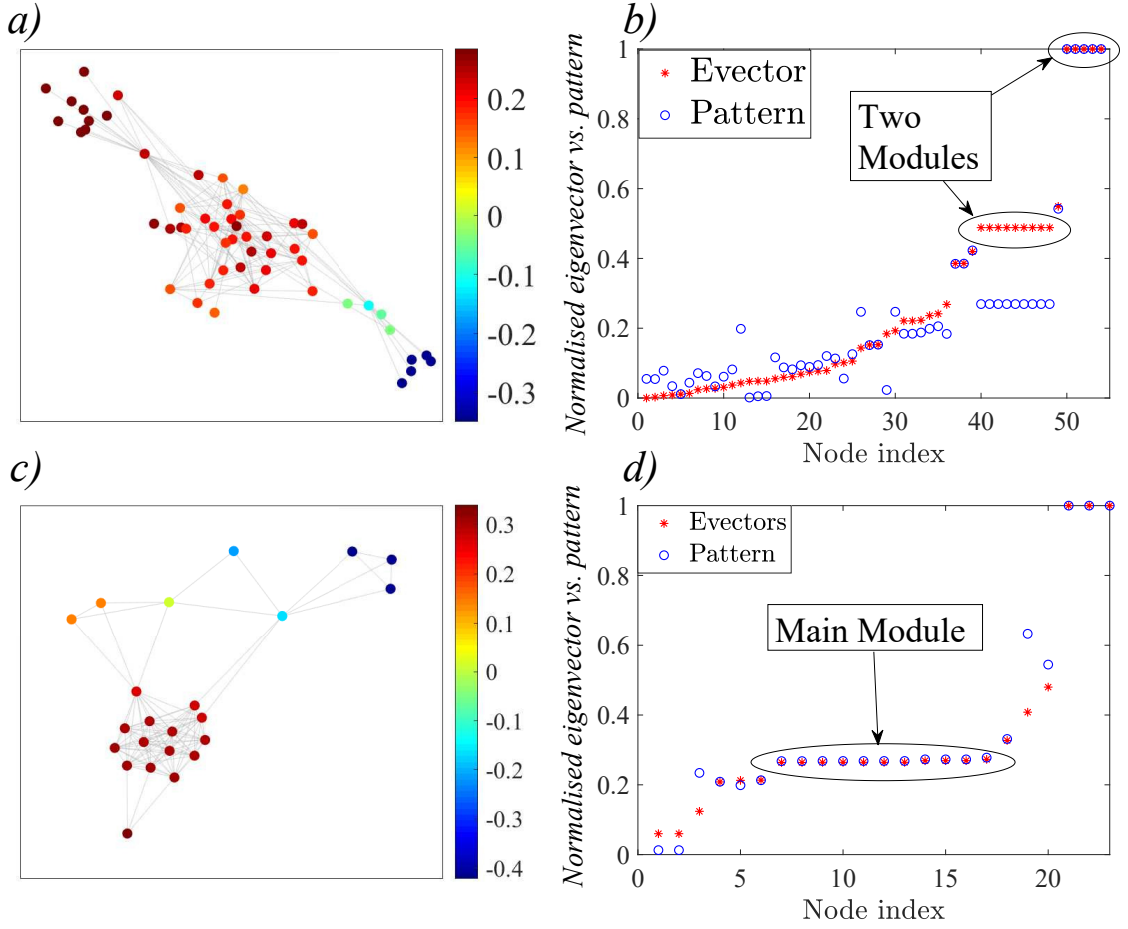 a)
0.2
0.1
0
-0.1
-0.2
-0.3
b)
Normalised eigenvector vs. pattern
1
0.8
0.6
0.4
0.2
0
Evector
Pattern
Two
Modules
0 10 20 30 40 50
Node index
c)
0.3
0.2
0.1
0
-0.1
-0.2
-0.3
-0.4
d)
Normalised eigenvector vs. pattern
1
0.8
0.6
0.4
0.2
0
Evectors
Pattern
Main Module
0 5 10 15 20
Node index